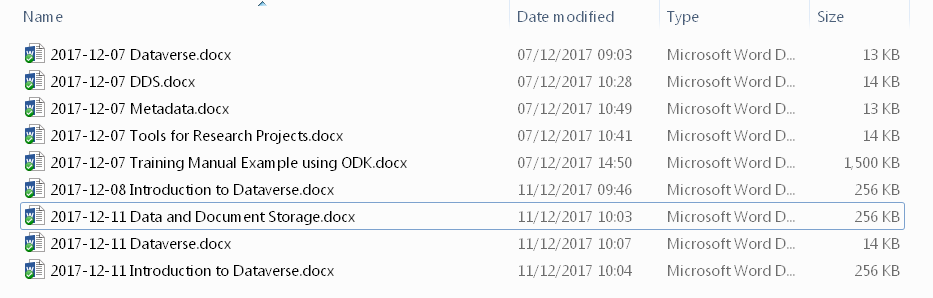 Name Date modified Type Size
2017-12-07 Dataverse.docx 07/12/2017 09:03 Microsoft Word D... 13 KB
2017-12-07 DDS.docx 07/12/2017 10:28 Microsoft Word D... 14 KB
2017-12-07 Metadata.docx 07/12/2017 10:49 Microsoft Word D... 13 KB
2017-12-07 Tools for Research Projects.docx 07/12/2017 10:41 Microsoft Word D... 14 KB
2017-12-07 Training Manual Example using ODK.docx 07/12/2017 14:50 Microsoft Word D... 1,500 KB
2017-12-08 Introduction to Dataverse.docx 11/12/2017 09:46 Microsoft Word D... 256 KB
2017-12-11 Data and Document Storage.docx 11/12/2017 10:03 Microsoft Word D... 256 KB
2017-12-11 Dataverse.docx 11/12/2017 10:07 Microsoft Word D... 14 KB
2017-12-11 Introduction to Dataverse.docx 11/12/2017 10:04 Microsoft Word D... 256 KB